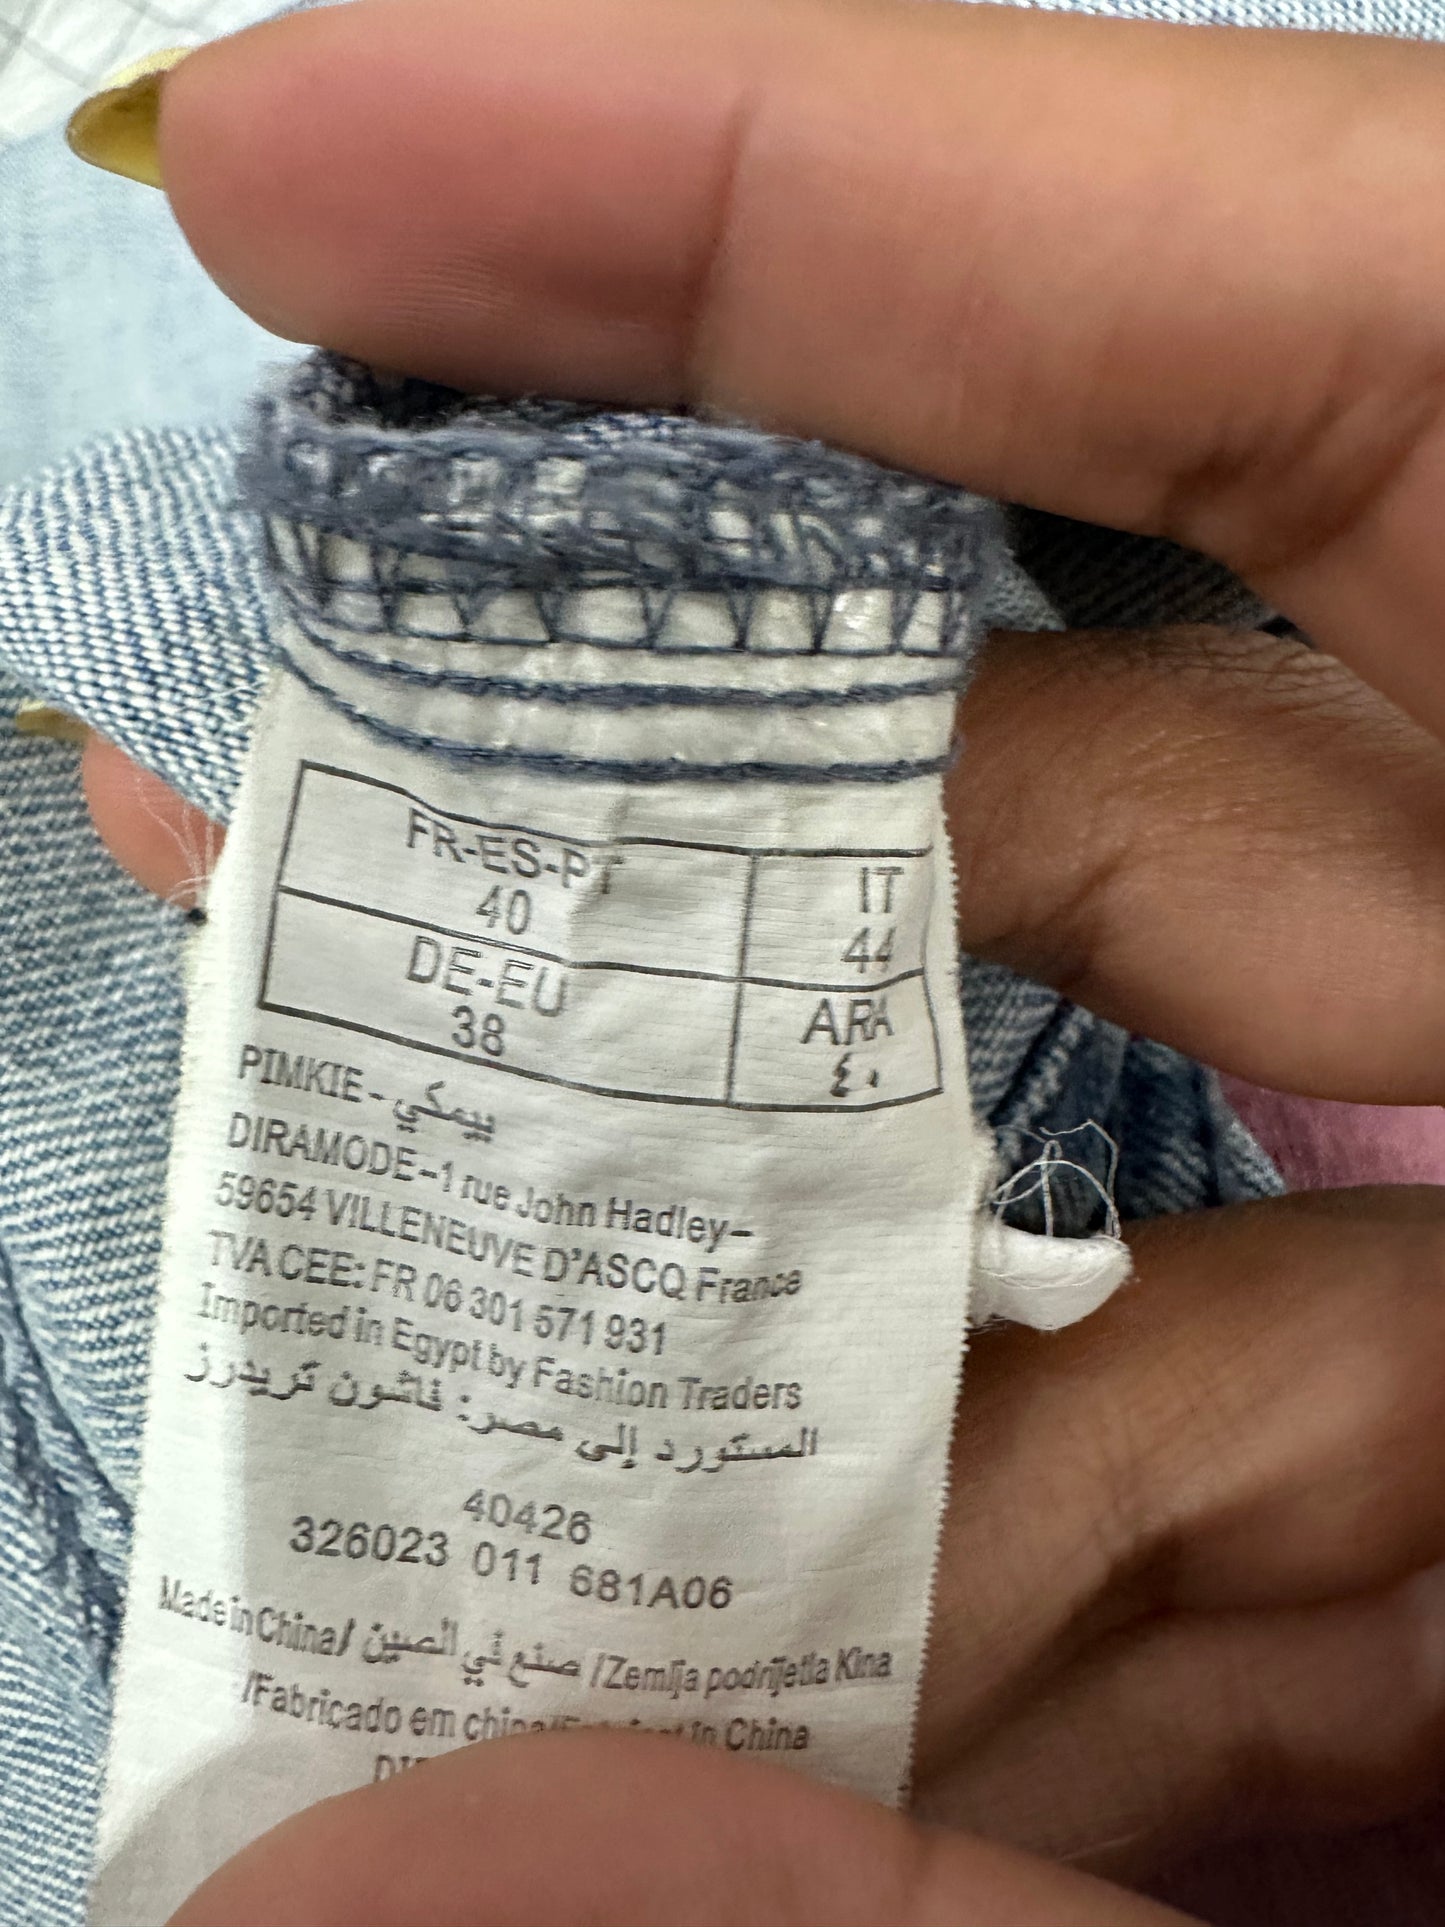 FR-ES-PT
40
IT
44
DE-EU
38
ARA
٤٠
PIMKIE - بيمكي
DIRAMODE-1 rue John Hadley-
59654 VILLENEUVE D'ASCQ France
TVA CEE: FR 06 301 571 931
Imported in Egypt by Fashion Traders
المستورد إلى مصر: فاشون تريدرز
40426
326023 011 681A06
Made in China/ صنع في الصين /Zemlja podrijetla Kina
/Fabricado em china/ in China